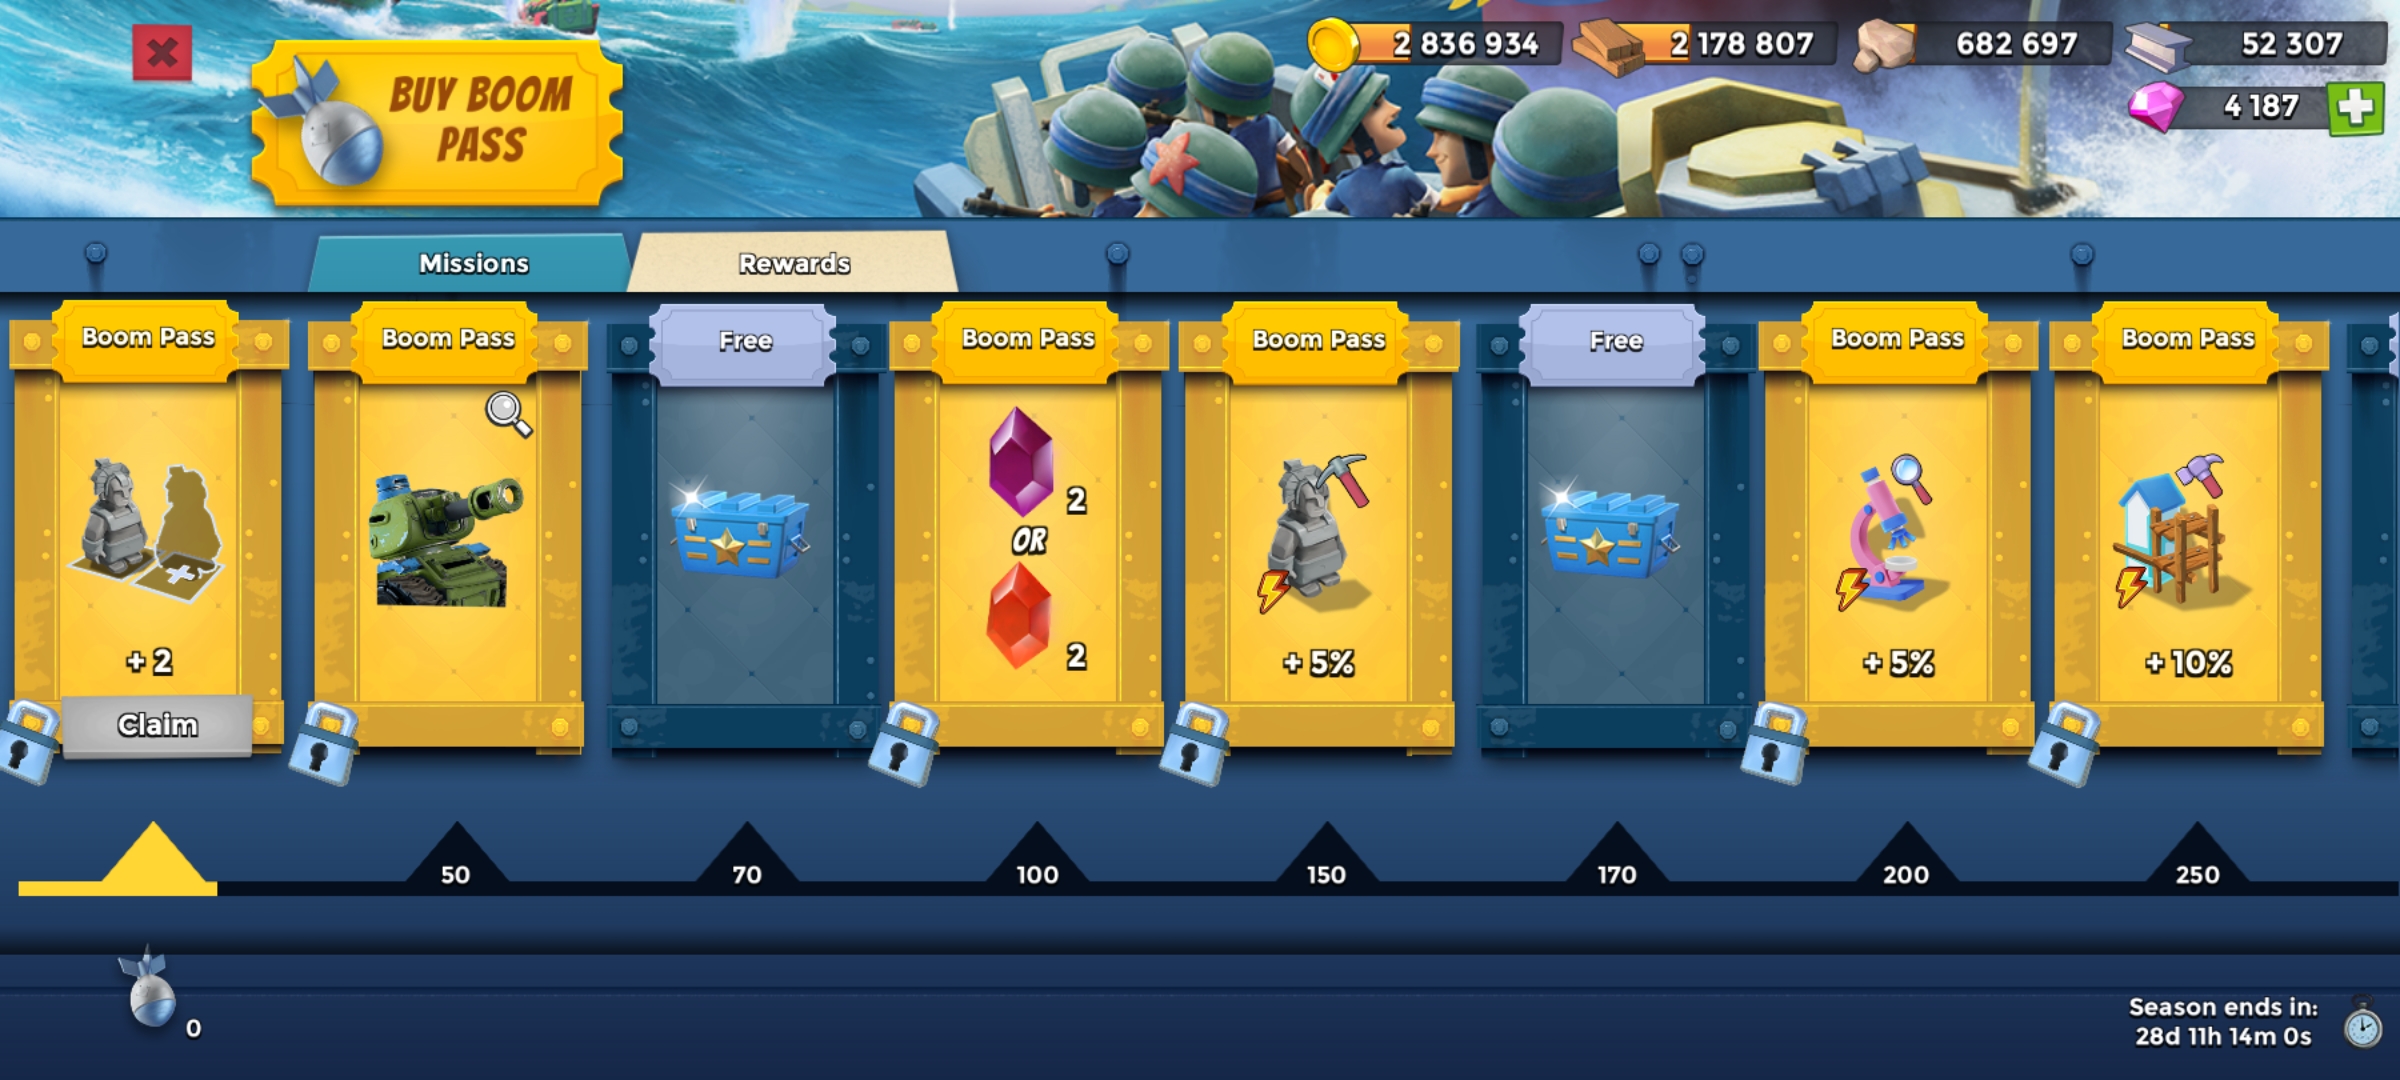 2 836 934
2 178 807
682 697
52 307
4 187
BUY BOOM
PASS
Missions
Rewards
Boom Pass
Boom Pass
Free
Boom Pass
Boom Pass
Free
Boom Pass
Boom Pass
2
OR
2
+ 2
+ 5%
+ 5%
+ 10%
Claim
50
70
100
150
170
200
250
0
Season ends in:
28d 11h 14m 0s